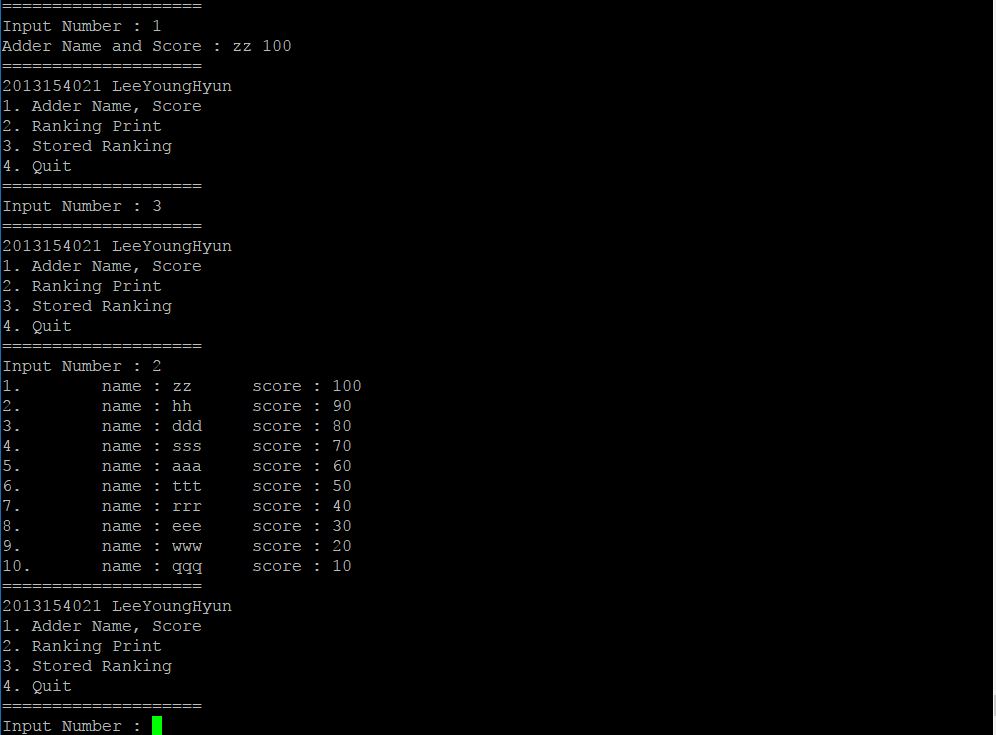 ====================
Input Number : 1
Adder Name and Score : zz 100
====================
2013154021 LeeYoungHyun
1. Adder Name, Score
2. Ranking Print
3. Stored Ranking
4. Quit
====================
Input Number : 3
====================
2013154021 LeeYoungHyun
1. Adder Name, Score
2. Ranking Print
3. Stored Ranking
4. Quit
====================
Input Number : 2
1. name : zz score : 100
2. name : hh score : 90
3. name : ddd score : 80
4. name : sss score : 70
5. name : aaa score : 60
6. name : ttt score : 50
7. name : rrr score : 40
8. name : eee score : 30
9. name : www score : 20
10. name : qqq score : 10
====================
2013154021 LeeYoungHyun
1. Adder Name, Score
2. Ranking Print
3. Stored Ranking
4. Quit
====================
Input Number :